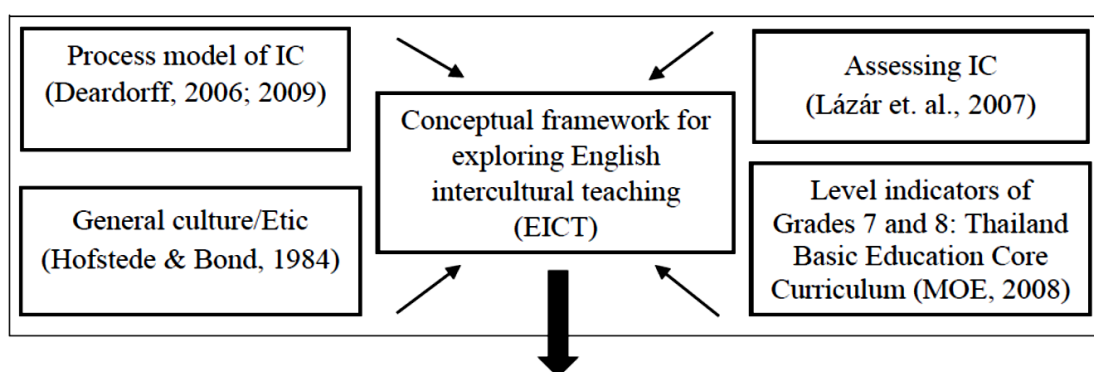 Process model of IC
(Deardorff, 2006; 2009)
General culture/Etic
(Hofstede & Bond, 1984)
Conceptual framework for
exploring English
intercultural teaching
(EICT)
Assessing IC
(Lázár et. al., 2007)
Level indicators of
Grades 7 and 8: Thailand
Basic Education Core
Curriculum (MOE, 2008)